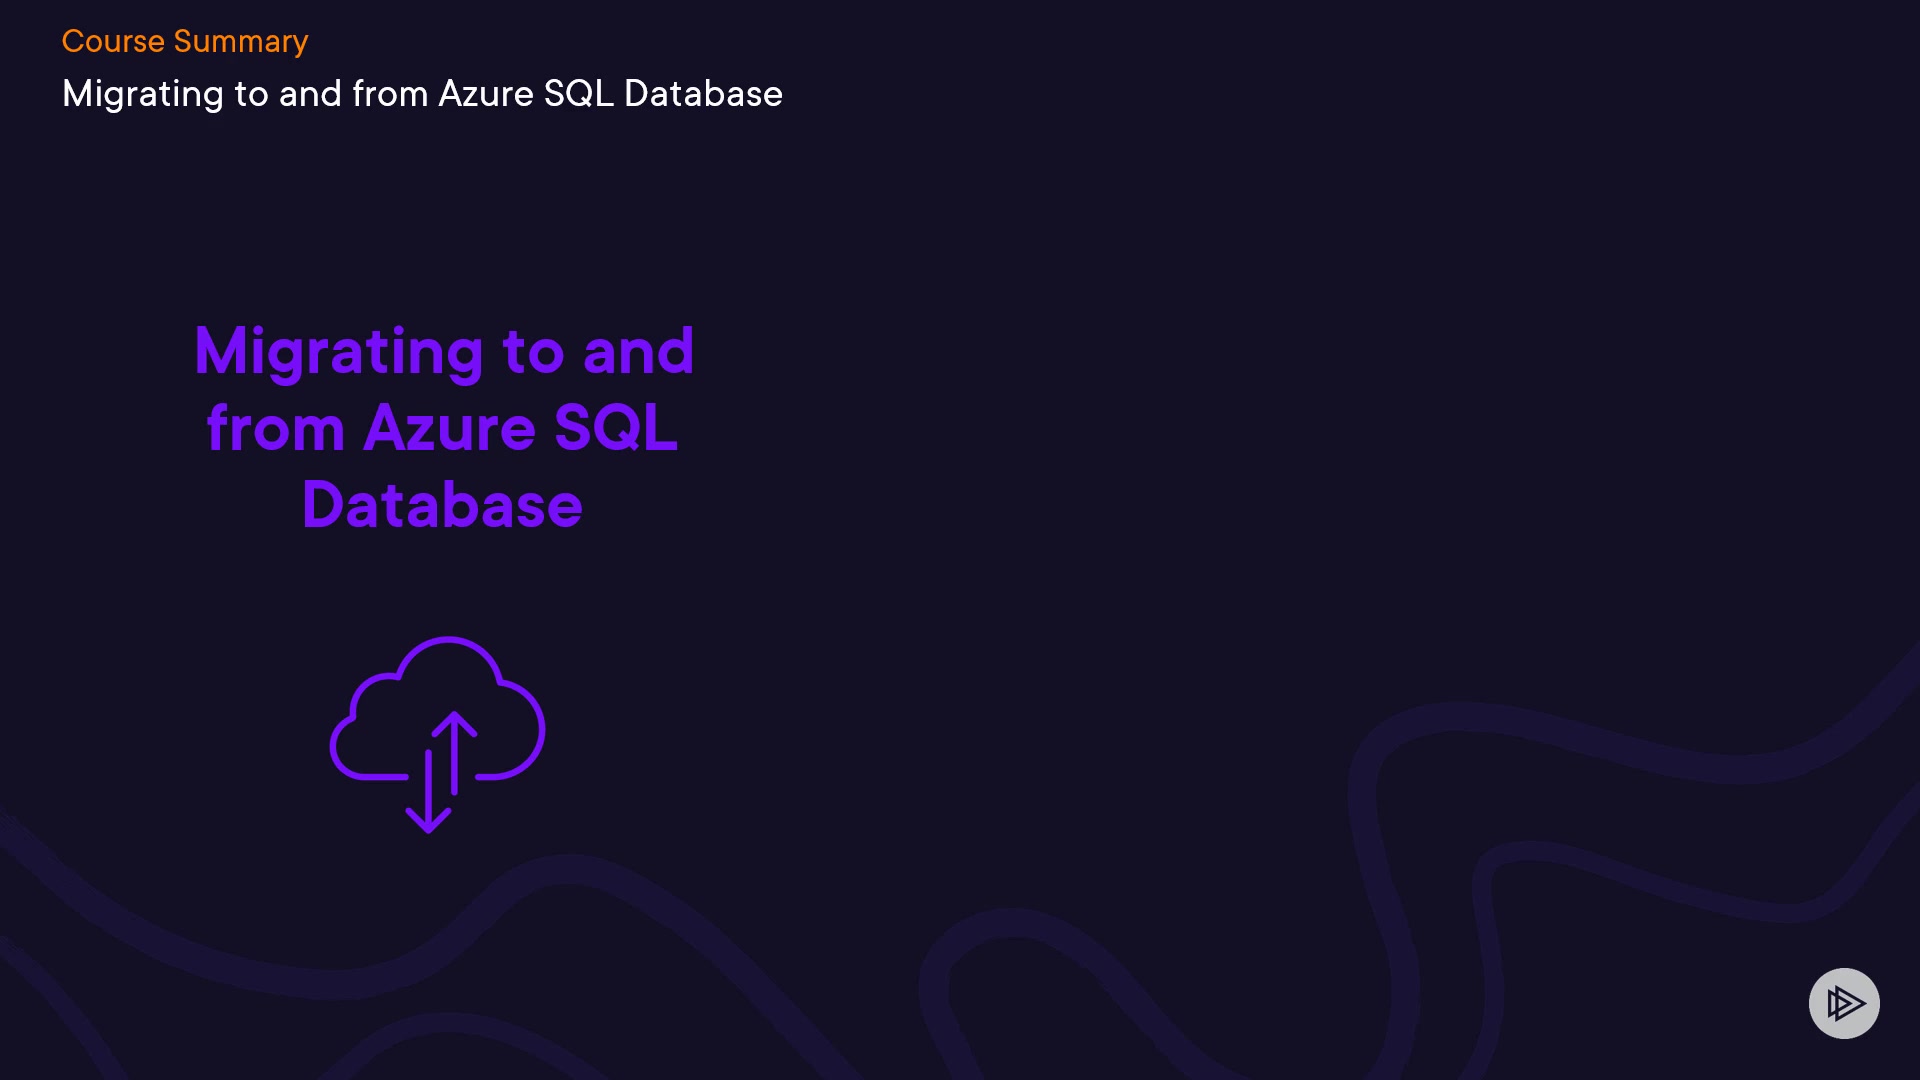 Course Summary
Migrating to and from Azure SQL Database
Migrating to and
from Azure SQL
Database